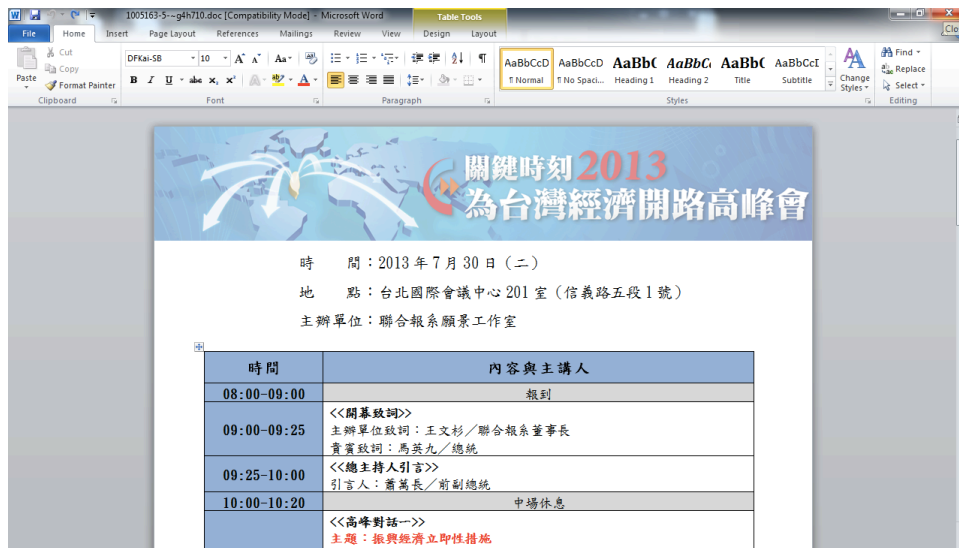 1005163-5-~g4h710.doc [Compatibility Mode] - Microsoft Word
Table Tools
File Home Insert Page Layout References Mailings Review View Design Layout
Clo
Paste
Cut
Copy
Format Painter
Clipboard
DFKai-SB 10
B I U abc x₂ x² A ab A
Aa
Font
Paragraph
AaBbCcD AaBbCcD AaBb( AaBbCc AaBb( AaBbCcI
¶ Normal ¶ No Spaci... Heading 1 Heading 2 Title Subtitle
Styles
Change Styles
Find
Replace
Select
Editing
關鍵時刻2013
為台灣經濟開路高峰會
時 間：2013年7月30日（二）
地 點：台北國際會議中心201室（信義路五段1號）
主辦單位：聯合報系願景工作室
時間 內容與主講人
08:00-09:00 報到
<<開幕致詞>>
09:00-09:25 主辦單位致詞：王文杉／聯合報系董事長
貴賓致詞：馬英九／總統
<<總主持人引言>>
09:25-10:00 引言人：蕭萬長／前副總統
10:00-10:20 中場休息
<<高峰對話一>>
主題：振興經濟立即性措施